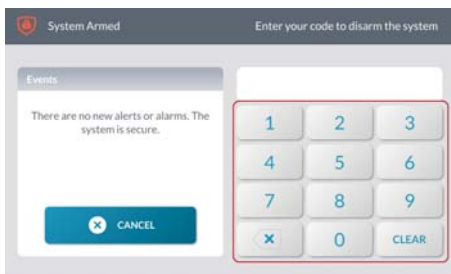 System Armed
Enter your code to disarm the system
Events
There are no new alerts or alarms. The
system is secure.
CANCEL
1 2 3
4 5 6
7 8 9
0 CLEAR